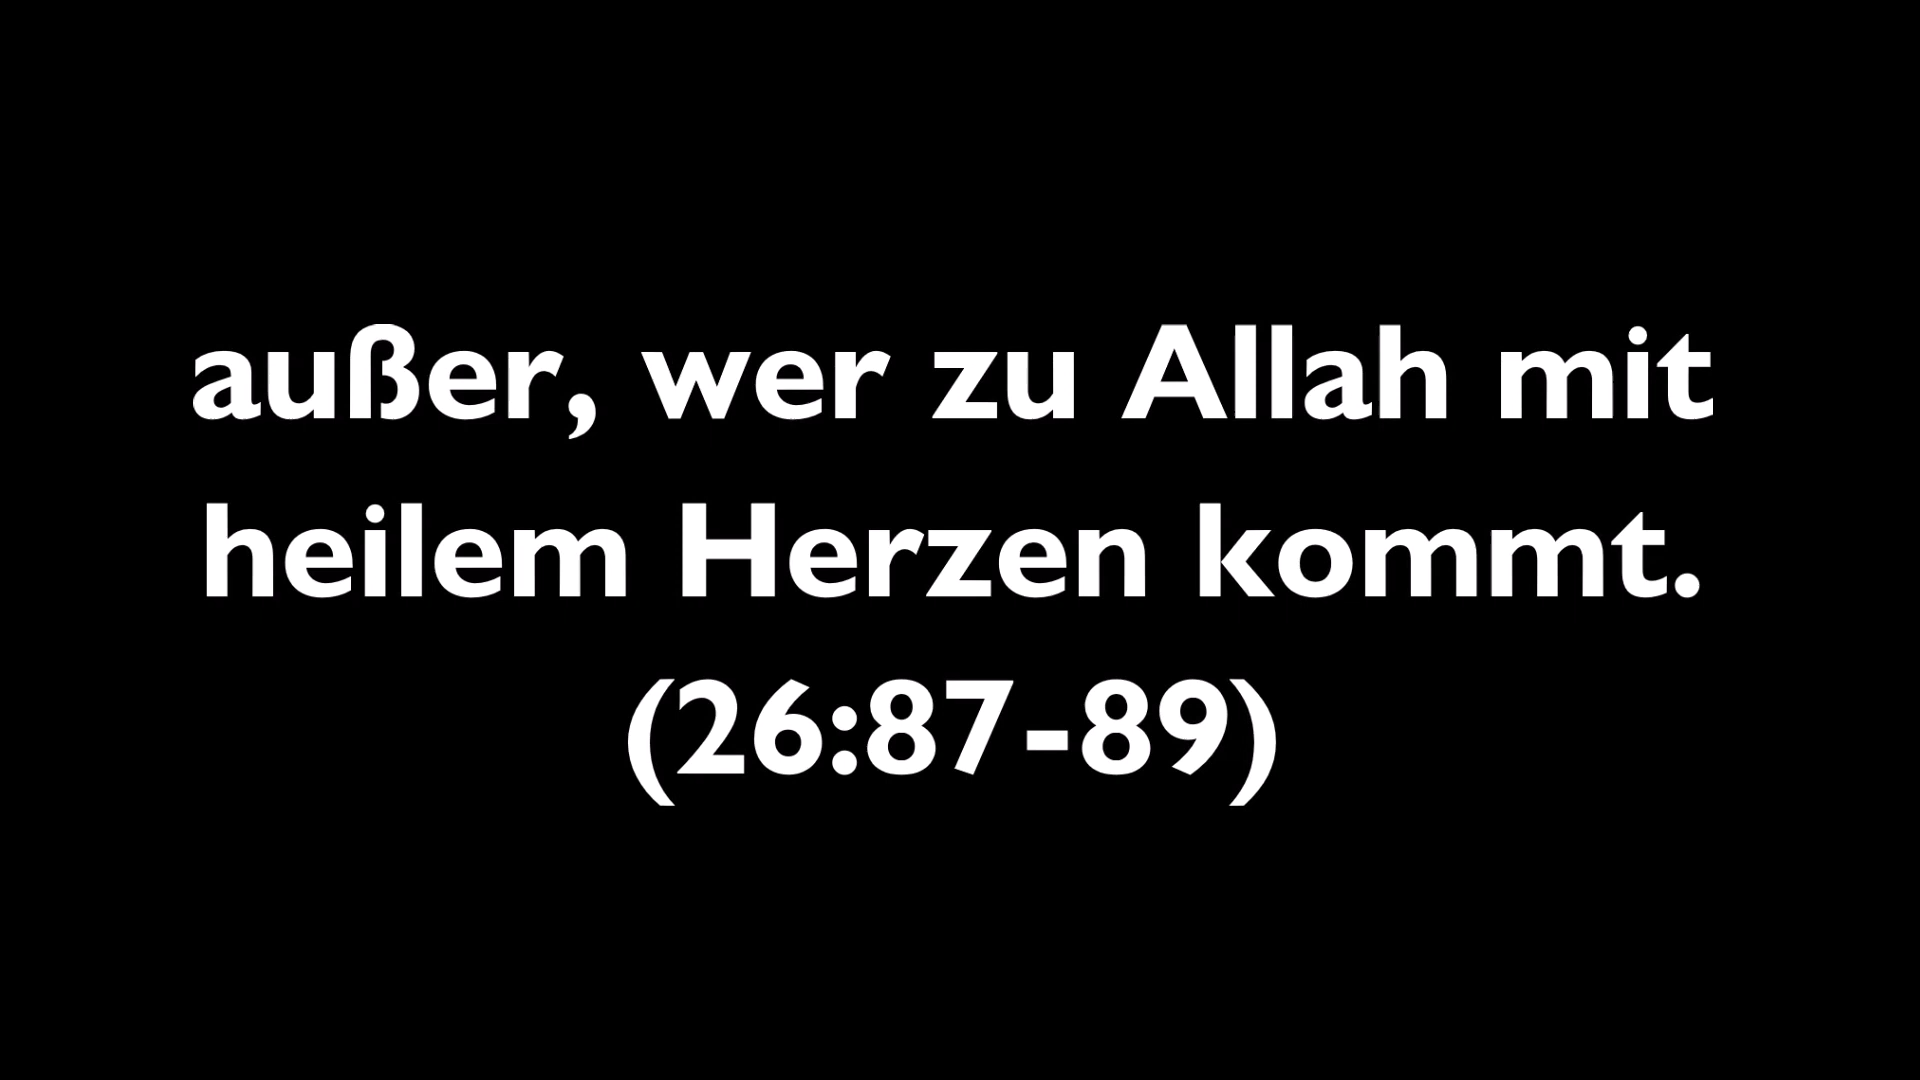 außer, wer zu Allah mit
heilem Herzen kommt.
(26:87-89)